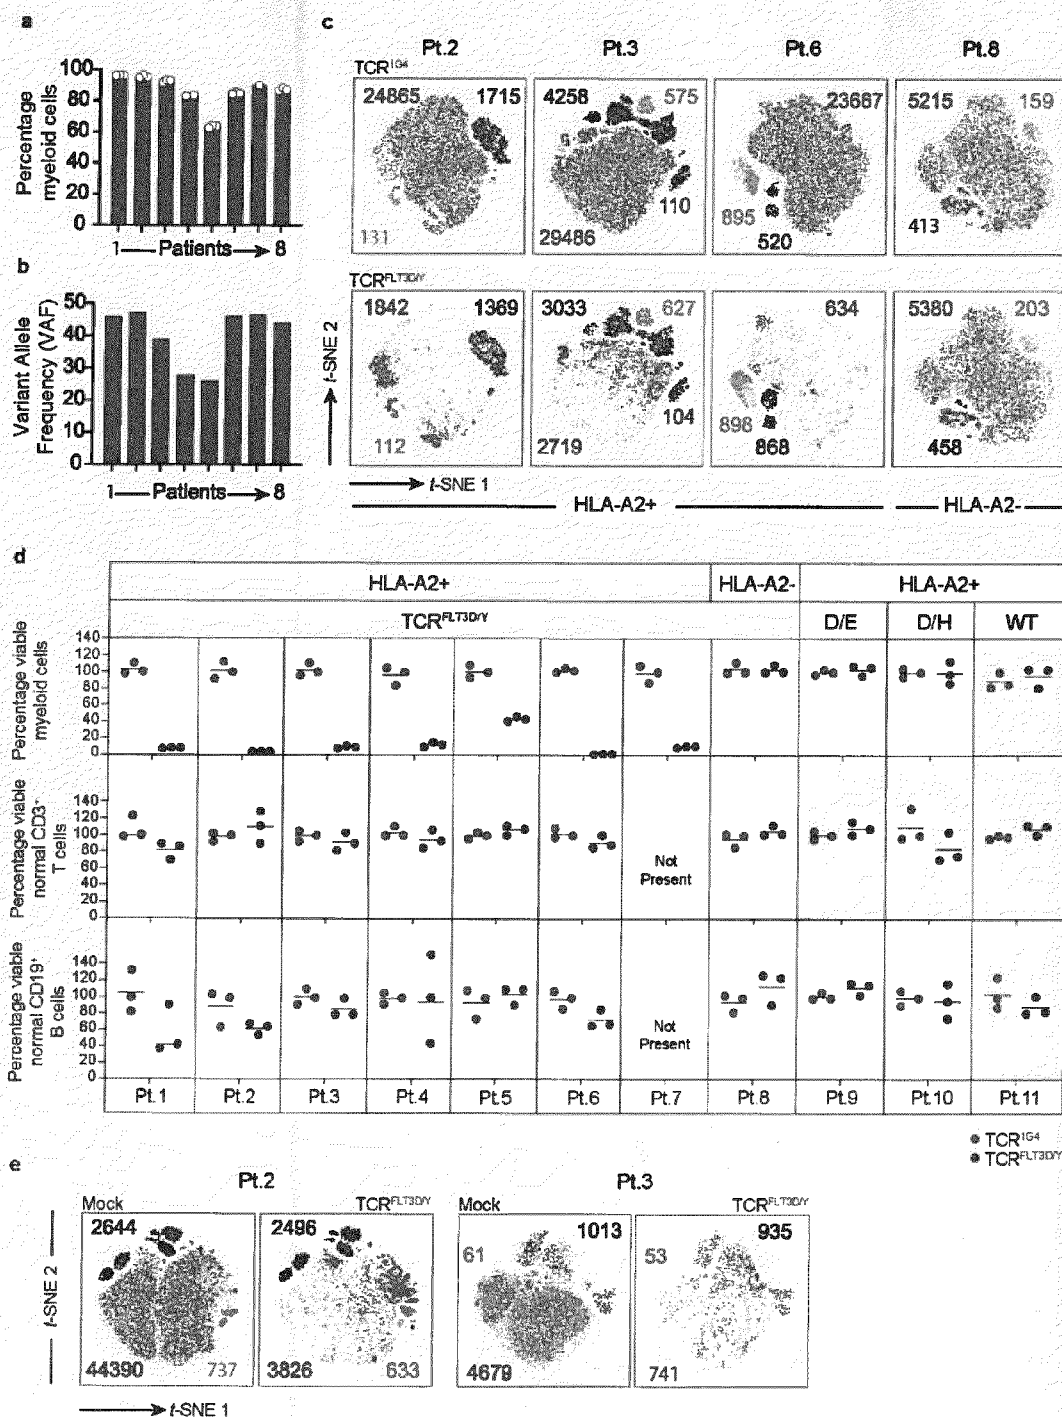 a
Percentage
myeloid cells
100
80
60
40
20
0
1 Patients 8
b
Variant Allele
Frequency (VAF)
50
40
30
20
10
0
1 Patients 8
c
Pt.2 Pt.3 Pt.6 Pt.8
TCR1G4
24865 1715 4258 575 23687 5215 159
131 29486 110 895 520 413
TCRFLT3D/Y
1842 1369 3033 627 634 5380 203
112 2719 104 898 868 458
t-SNE 2
t-SNE 1
HLA-A2+ HLA-A2-
d
HLA-A2+ HLA-A2- HLA-A2+
TCRFLT3D/Y D/E D/H WT
Percentage viable
myeloid cells
140
120
100
80
60
40
20
0
Percentage viable
normal CD3+
T cells
140
120
100
80
60
40
20
0
Not
Present
Percentage viable
normal CD19+
B cells
140
120
100
80
60
40
20
0
Not
Present
Pt.1 Pt.2 Pt.3 Pt.4 Pt.5 Pt.6 Pt.7 Pt.8 Pt.9 Pt.10 Pt.11
TCR1G4
TCRFLT3D/Y
e
Pt.2 Pt.3
Mock TCRFLT3D/Y Mock TCRFLT3D/Y
2644 2496 61 1013 53 935
44390 737 3826 633 4679 741
t-SNE 2
t-SNE 1